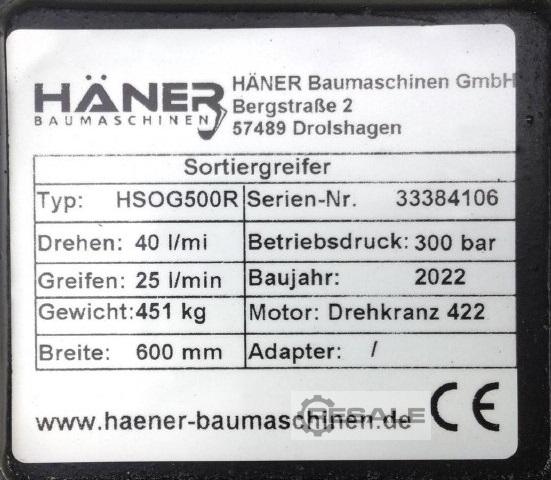 HÄNER
BAUMASCHINEN
HÄNER Baumaschinen GmbH
Bergstraße 2
57489 Drolshagen
Sortiergreifer
Typ: HSOG500R Serien-Nr. 33384106
Drehen: 40 l/mi Betriebsdruck: 300 bar
Greifen: 25 l/min Baujahr: 2022
Gewicht: 451 kg Motor: Drehkranz 422
Breite: 600 mm Adapter: /
www.haener-baumaschinen.de CE
GESALE